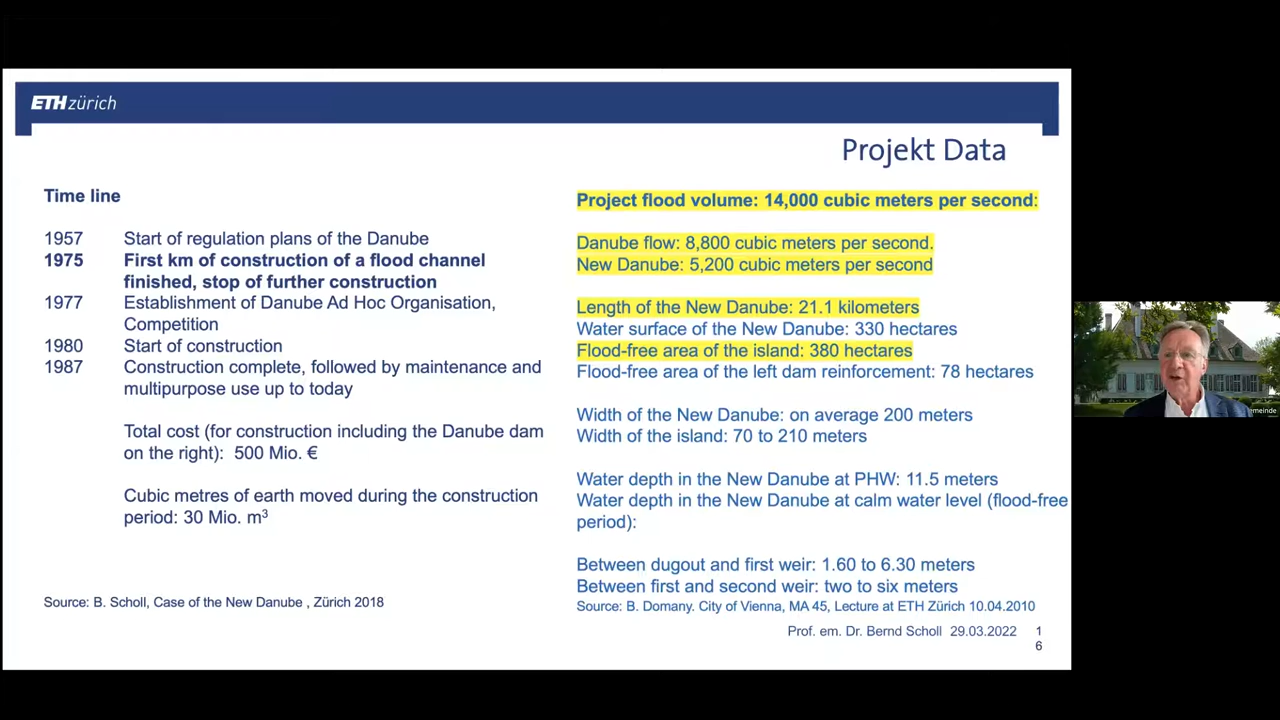 ETH zürich
Projekt Data
Time line
1957 Start of regulation plans of the Danube
1975 First km of construction of a flood channel
finished, stop of further construction
1977 Establishment of Danube Ad Hoc Organisation,
Competition
1980 Start of construction
1987 Construction complete, followed by maintenance and
multipurpose use up to today
Total cost (for construction including the Danube dam
on the right): 500 Mio. €
Cubic metres of earth moved during the construction
period: 30 Mio. m³
Source: B. Scholl, Case of the New Danube , Zürich 2018
Project flood volume: 14,000 cubic meters per second:
Danube flow: 8,800 cubic meters per second.
New Danube: 5,200 cubic meters per second
Length of the New Danube: 21.1 kilometers
Water surface of the New Danube: 330 hectares
Flood-free area of the island: 380 hectares
Flood-free area of the left dam reinforcement: 78 hectares
Width of the New Danube: on average 200 meters
Width of the island: 70 to 210 meters
Water depth in the New Danube at PHW: 11.5 meters
Water depth in the New Danube at calm water level (flood-free
period):
Between dugout and first weir: 1.60 to 6.30 meters
Between first and second weir: two to six meters
Source: B. Domany. City of Vienna, MA 45, Lecture at ETH Zürich 10.04.2010
Prof. em. Dr. Bernd Scholl 29.03.2022 1
6
emeinde